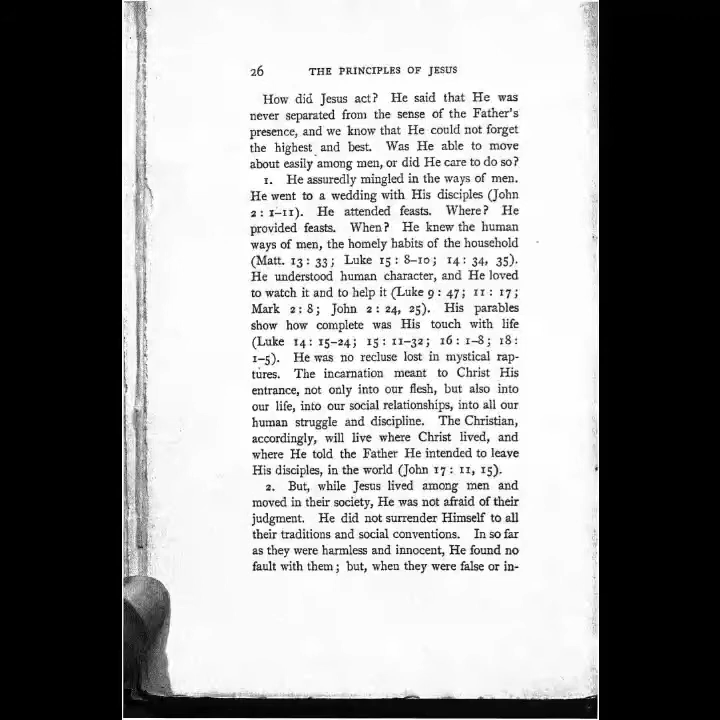 26 THE PRINCIPLES OF JESUS
How did Jesus act? He said that He was
never separated from the sense of the Father's
presence, and we know that He could not forget
the highest and best. Was He able to move
about easily among men, or did He care to do so?
1. He assuredly mingled in the ways of men.
He went to a wedding with His disciples (John
2 : 1–11). He attended feasts. Where? He
provided feasts. When? He knew the human
ways of men, the homely habits of the household
(Matt. 13 : 33; Luke 15 : 8–10; 14 : 34, 35).
He understood human character, and He loved
to watch it and to help it (Luke 9 : 47; 11 : 17;
Mark 2 : 8; John 2 : 24, 25). His parables
show how complete was His touch with life
(Luke 14 : 15–24; 15 : 11–32; 16 : 1–8; 18 :
1–5). He was no recluse lost in mystical rap-
tures. The incarnation meant to Christ His
entrance, not only into our flesh, but also into
our life, into our social relationships, into all our
human struggle and discipline. The Christian,
accordingly, will live where Christ lived, and
where He told the Father He intended to leave
His disciples, in the world (John 17 : 11, 15).
2. But, while Jesus lived among men and
moved in their society, He was not afraid of their
judgment. He did not surrender Himself to all
their traditions and social conventions. In so far
as they were harmless and innocent, He found no
fault with them; but, when they were false or in-